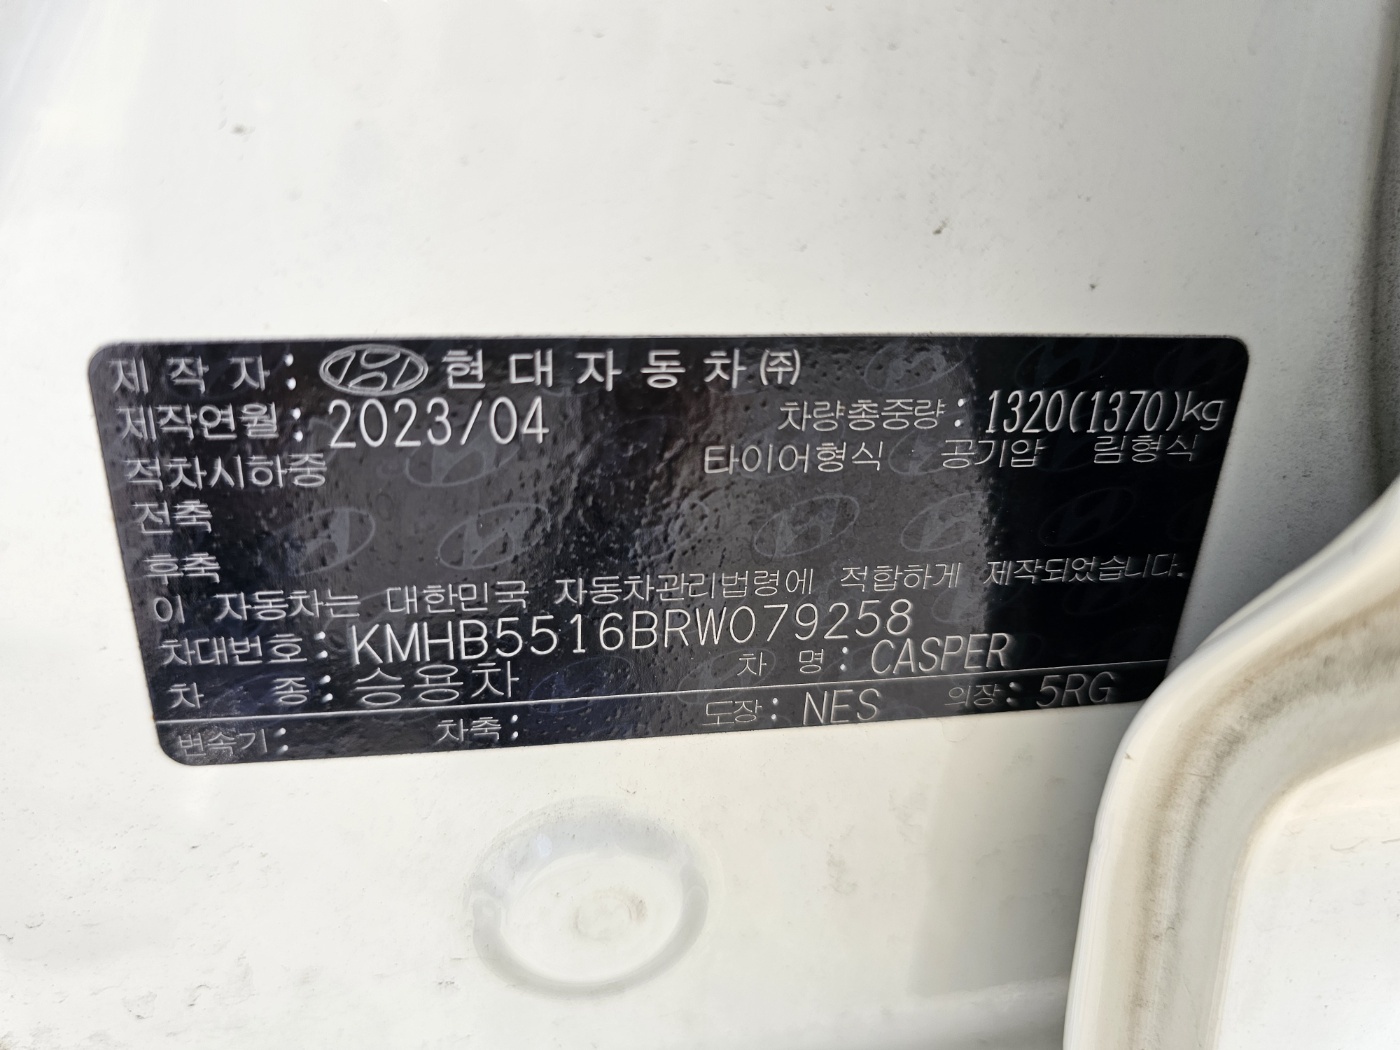 제 작 자 : 현 대 자 동 차 ㈜
제작연월 : 2023/04 차량총중량 : 1320(1370)kg
적차시하중 타이어형식 공기압 림형식
전축
후축
이 자동차는 대한민국 자동차관리법령에 적합하게 제작되었습니다.
차대번호 : KMHB5516BRW079258
차 종 : 승용차 차 명 : CASPER
변속기 : 차축 : 도장 : NES 의장 : 5RG